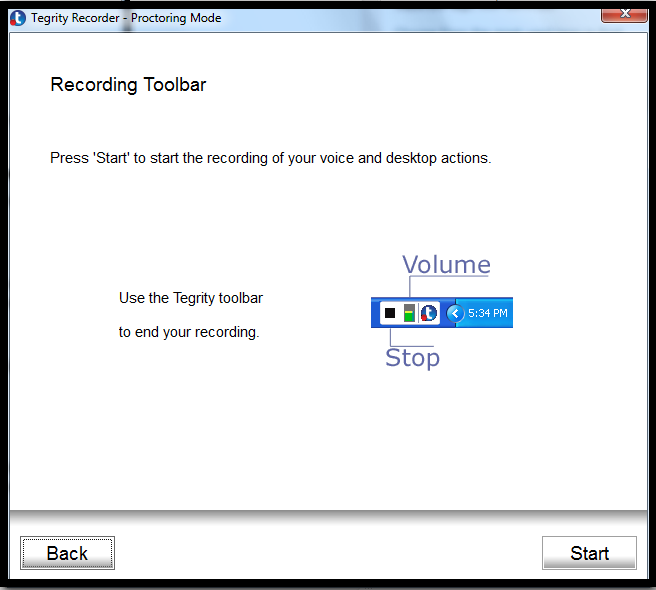 Tegrity Recorder - Proctoring Mode
Recording Toolbar
Press 'Start' to start the recording of your voice and desktop actions.
Volume
Use the Tegrity toolbar
t 5:34 PM
to end your recording.
Stop
Back
Start